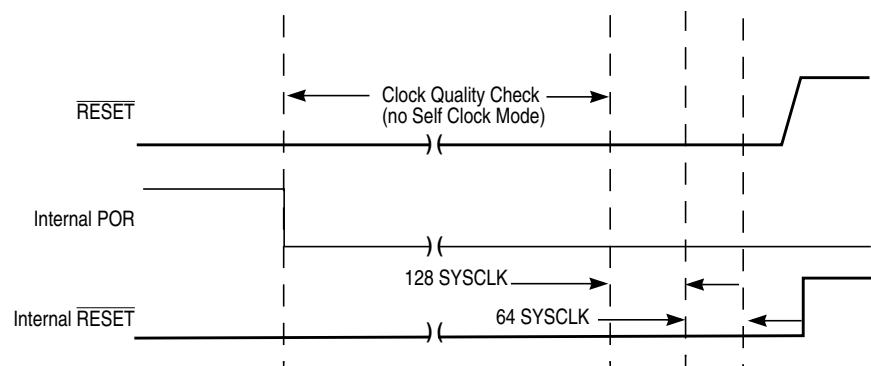 Clock Quality Check
(no Self Clock Mode)
RESET
Internal POR
128 SYSCLK
64 SYSCLK
Internal RESET